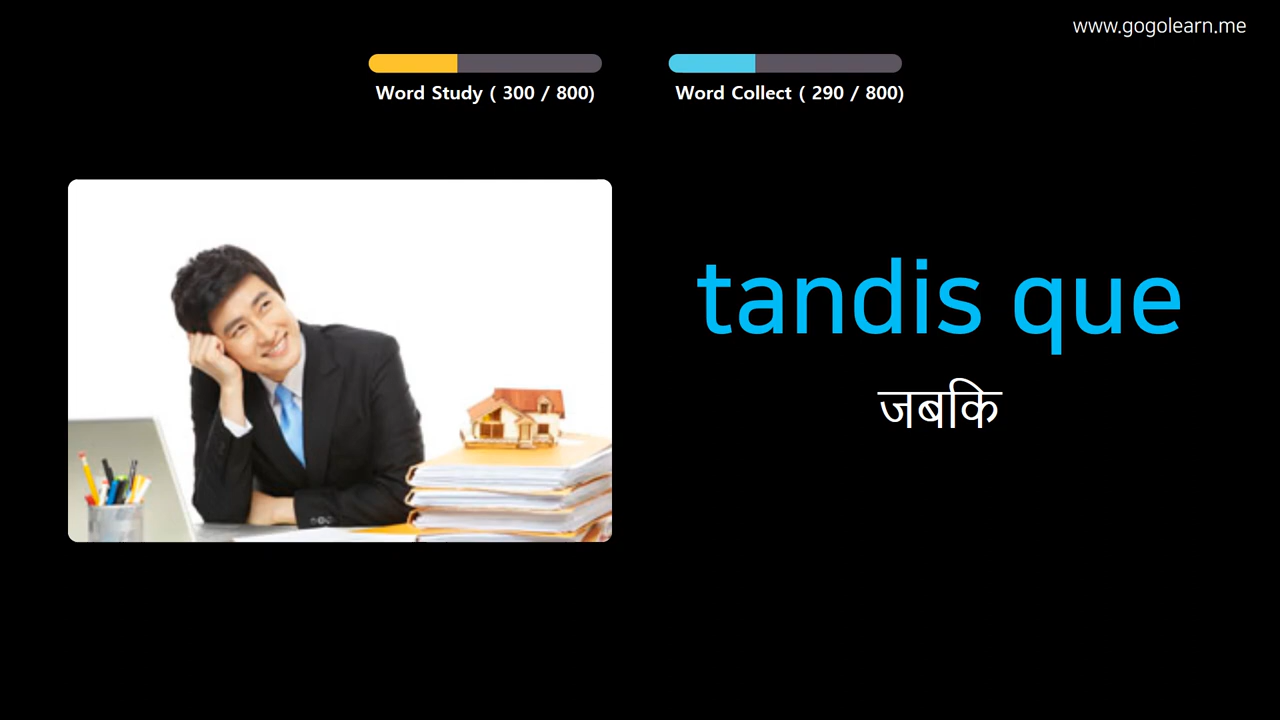 www.gogolearn.me
Word Study ( 300 / 800)
Word Collect ( 290 / 800)
tandis que
जबकि